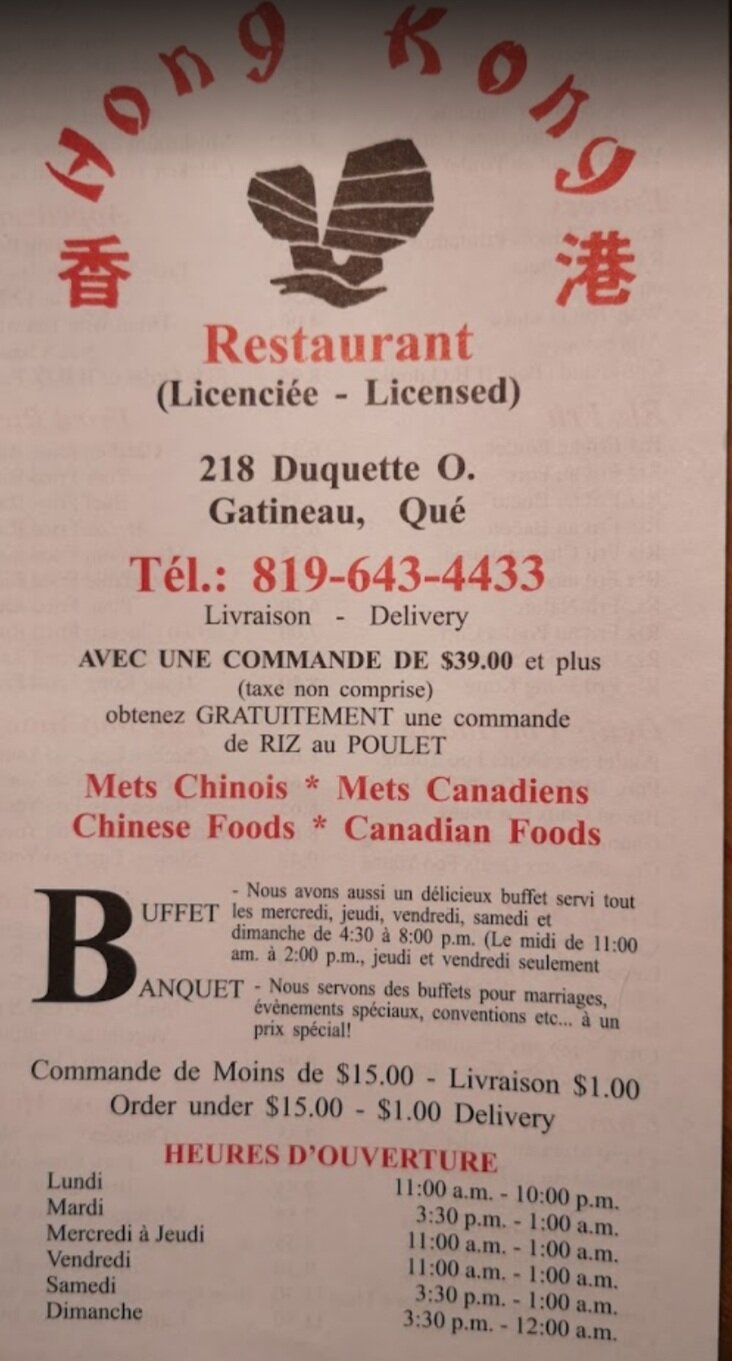 Hong Kong
香 港
Restaurant
(Licenciée - Licensed)
218 Duquette O.
Gatineau, Qué
Tél.: 819-643-4433
Livraison - Delivery
AVEC UNE COMMANDE DE $39.00 et plus
(taxe non comprise)
obtenez GRATUITEMENT une commande
de RIZ au POULET
Mets Chinois * Mets Canadiens
Chinese Foods * Canadian Foods
BUFFET - Nous avons aussi un délicieux buffet servi tout
les mercredi, jeudi, vendredi, samedi et
dimanche de 4:30 à 8:00 p.m. (Le midi de 11:00
am. à 2:00 p.m., jeudi et vendredi seulement
BANQUET - Nous servons des buffets pour marriages,
évènements spéciaux, conventions etc... à un
prix spécial!
Commande de Moins de $15.00 - Livraison $1.00
Order under $15.00 - $1.00 Delivery
HEURES D'OUVERTURE
Lundi 11:00 a.m. - 10:00 p.m.
Mardi 3:30 p.m. - 1:00 a.m.
Mercredi à Jeudi 11:00 a.m. - 1:00 a.m.
Vendredi 11:00 a.m. - 1:00 a.m.
Samedi 3:30 p.m. - 1:00 a.m.
Dimanche 3:30 p.m. - 12:00 a.m.